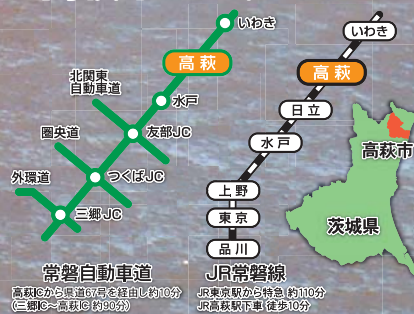 いわき
高萩
北関東
自動車道
水戸
友部JC
圏央道
つくばJC
外環道
三郷JC
常磐自動車道
高萩ICから県道67号を経由し約10分
(三郷IC～高萩IC 約90分)
いわき
高萩
日立
水戸
上野
東京
品川
JR常磐線
JR東京駅から特急 約110分
JR高萩駅下車 徒歩10分
高萩市
茨城県